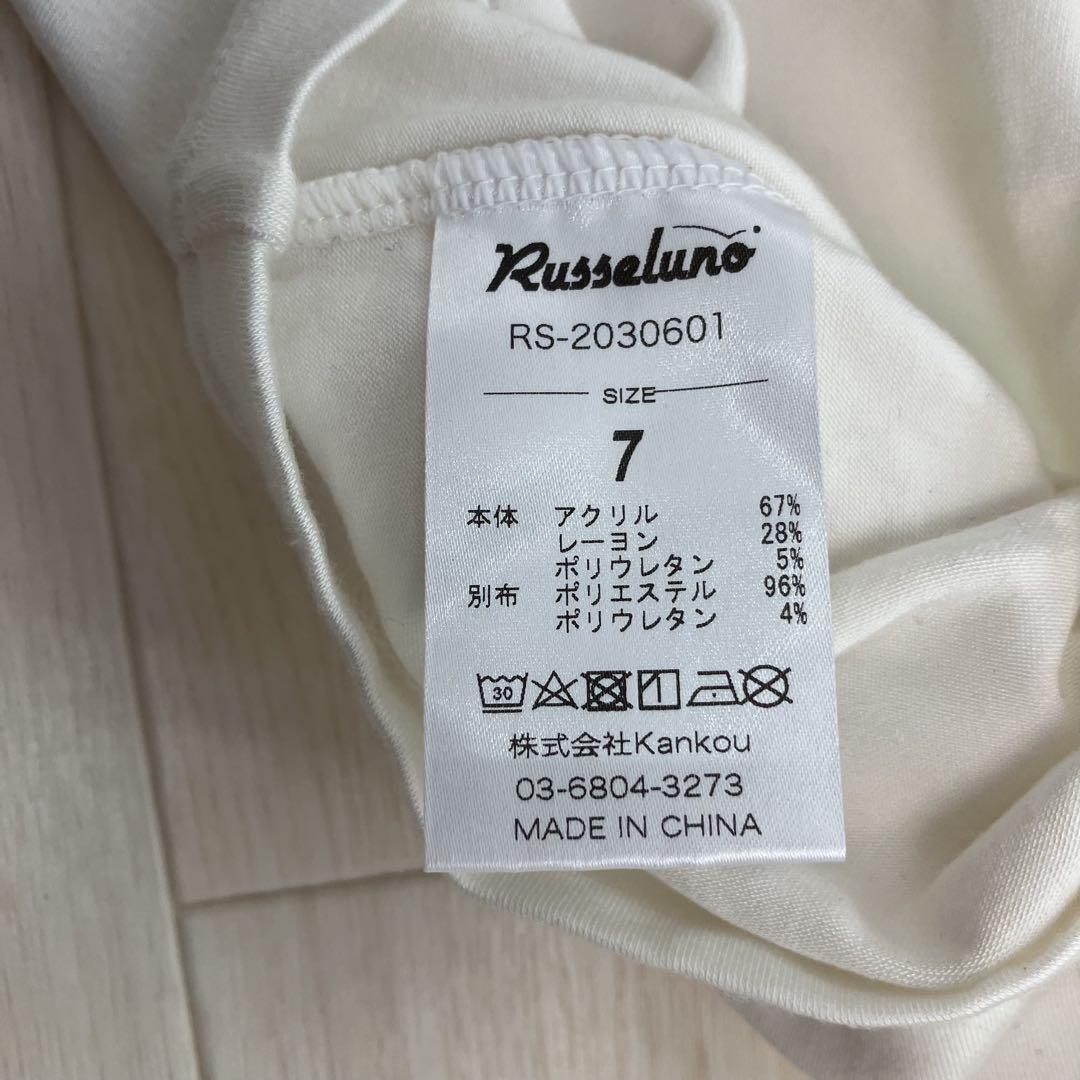 Russeluno
RS-2030601
SIZE
7
本体 アクリル 67%
レーヨン 28%
ポリウレタン 5%
別布 ポリエステル 96%
ポリウレタン 4%
30
株式会社Kankou
03-6804-3273
MADE IN CHINA